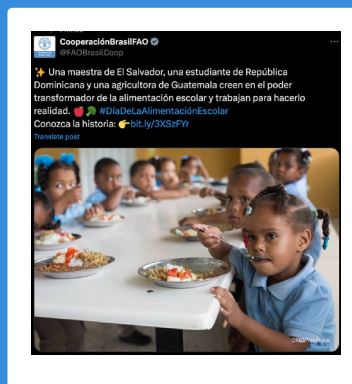 CooperaciónBrasilFAO
@FAOBrasilCoop
✨ Una maestra de El Salvador, una estudiante de República
Dominicana y una agricultora de Guatemala creen en el poder
transformador de la alimentación escolar y trabajan para hacerlo
realidad. 🍎🥦 #DíaDeLaAlimentaciónEscolar
Conozca la historia: 👉bit.ly/3XSzFYr
Translate post